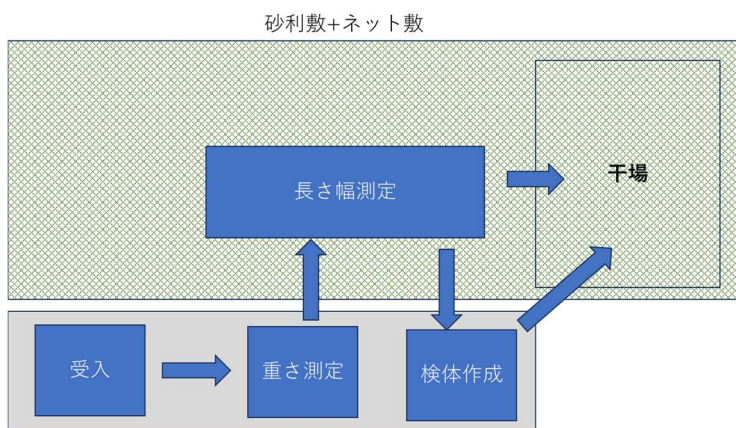 砂利敷+ネット敷
長さ幅測定
干場
受入
重さ測定
検体作成